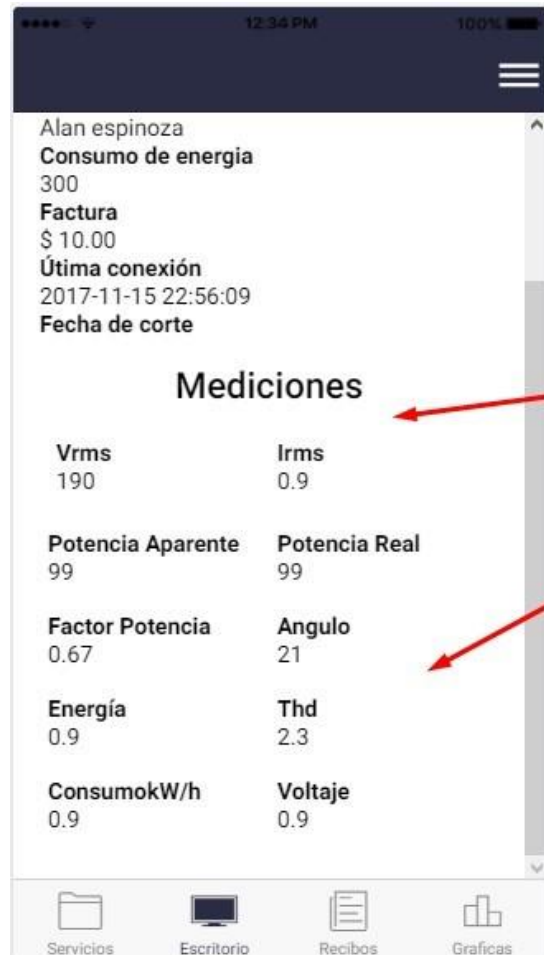 12:34 PM 100%
Alan espinoza
Consumo de energia
300
Factura
$ 10.00
Útima conexión
2017-11-15 22:56:09
Fecha de corte
Mediciones
Vrms Irms
190 0.9
Potencia Aparente Potencia Real
99 99
Factor Potencia Angulo
0.67 21
Energía Thd
0.9 2.3
ConsumokW/h Voltaje
0.9 0.9
Servicios Escritorio Recibos Graficas